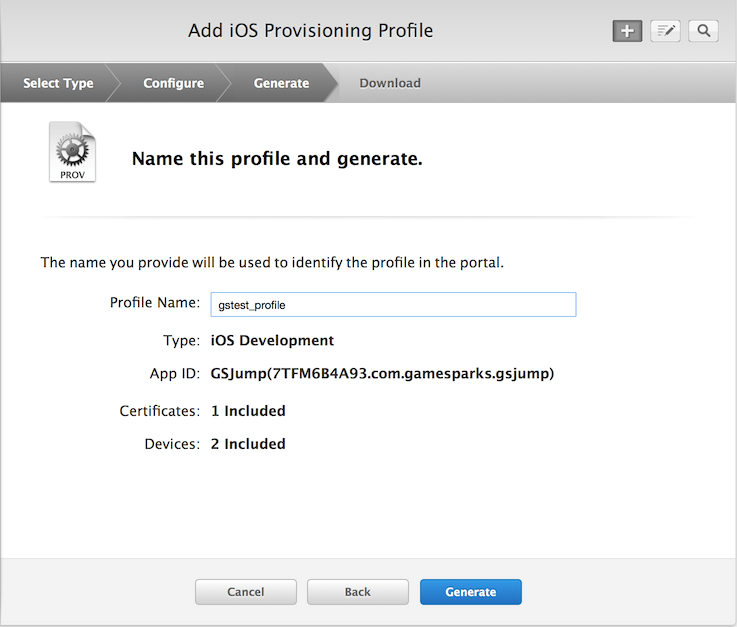 Add iOS Provisioning Profile
Select Type Configure Generate Download
PROV
Name this profile and generate.
The name you provide will be used to identify the profile in the portal.
Profile Name: gstest_profile
Type: iOS Development
App ID: GSJump(7TFM6B4A93.com.gamesparks.gsjump)
Certificates: 1 Included
Devices: 2 Included
Cancel Back Generate